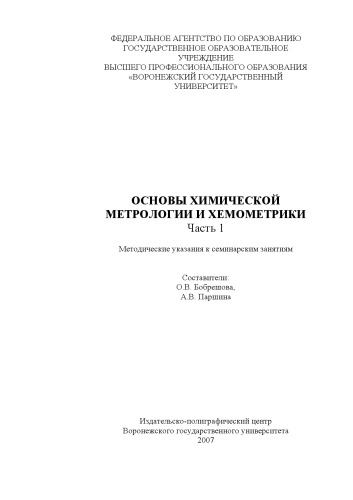 ФЕДЕРАЛЬНОЕ АГЕНТСТВО ПО ОБРАЗОВАНИЮ
ГОСУДАРСТВЕННОЕ ОБРАЗОВАТЕЛЬНОЕ
УЧРЕЖДЕНИЕ
ВЫСШЕГО ПРОФЕССИОНАЛЬНОГО ОБРАЗОВАНИЯ
«ВОРОНЕЖСКИЙ ГОСУДАРСТВЕННЫЙ
УНИВЕРСИТЕТ»
ОСНОВЫ ХИМИЧЕСКОЙ
МЕТРОЛОГИИ И ХЕМОМЕТРИКИ
Часть 1
Методические указания к семинарским занятиям
Составители:
О.В. Бобрешова,
А.В. Паршина
Издательско-полиграфический центр
Воронежского государственного университета
2007